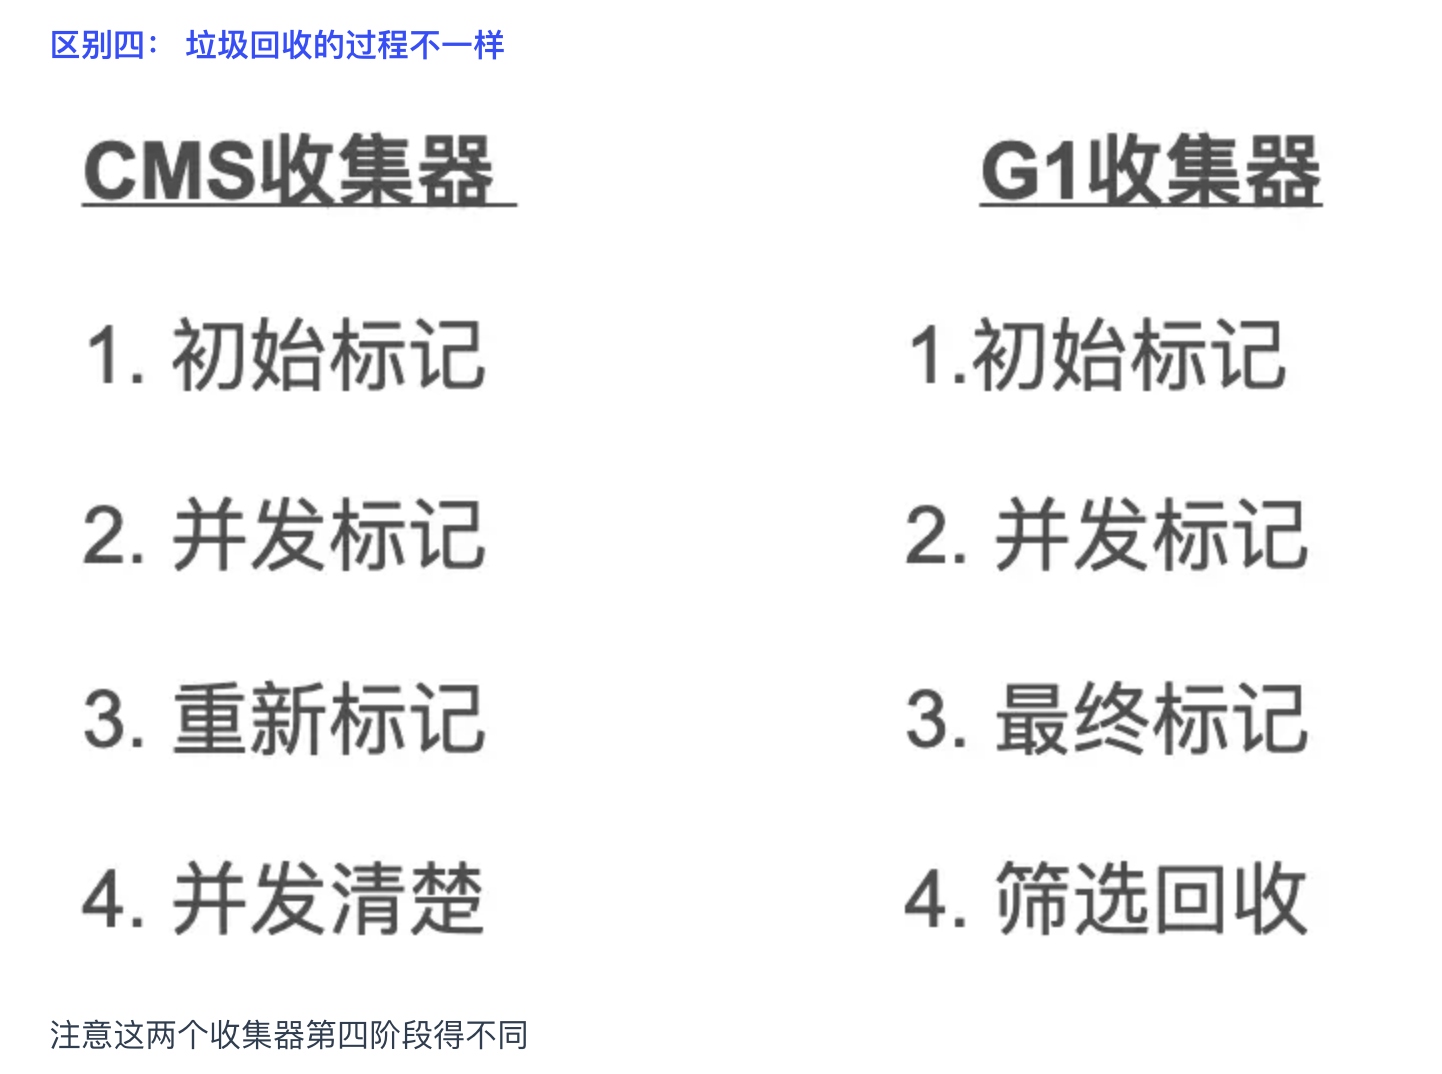 区别四： 垃圾回收的过程不一样
CMS收集器
G1收集器
1. 初始标记
1.初始标记
2. 并发标记
2. 并发标记
3. 重新标记
3. 最终标记
4. 并发清楚
4. 筛选回收
注意这两个收集器第四阶段得不同